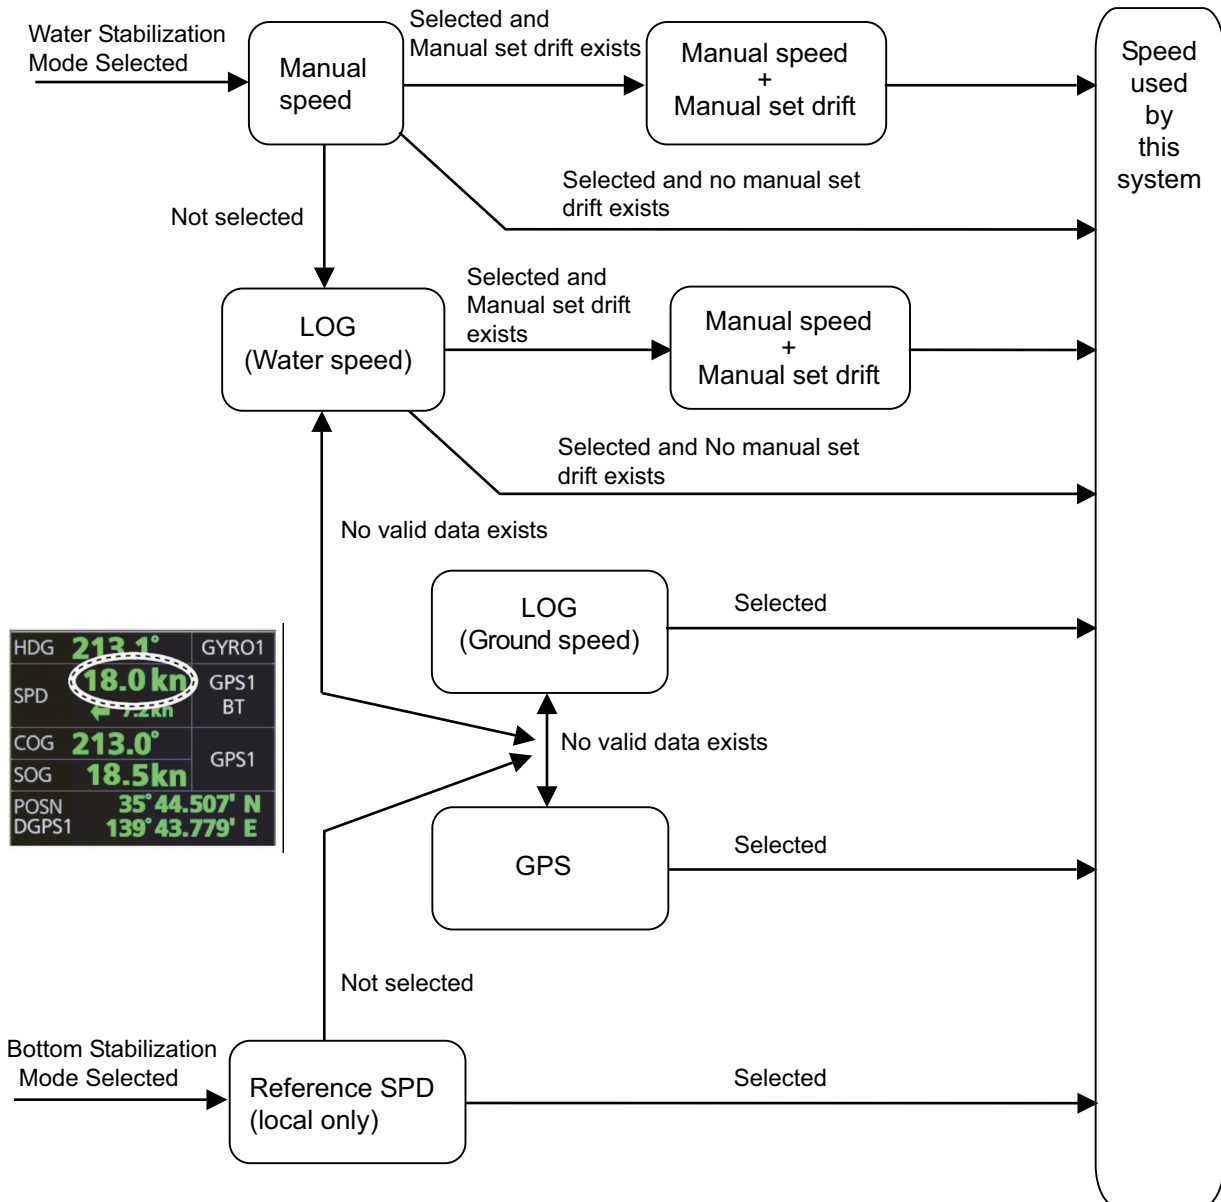 Water Stabilization
Mode Selected
Manual
speed
Selected and
Manual set drift exists
Manual speed
+
Manual set drift
Speed
used
by
this
system
Selected and no manual set
drift exists
Not selected
LOG
(Water speed)
Selected and
Manual set drift
exists
Manual speed
+
Manual set drift
Selected and No manual set
drift exists
No valid data exists
LOG
(Ground speed)
Selected
HDG 213.1° GYRO1
SPD 18.0 kn GPS1
7.2kn BT
COG 213.0° GPS1
SOG 18.5kn
POSN 35° 44.507' N
DGPS1 139° 43.779' E
No valid data exists
GPS
Selected
Not selected
Bottom Stabilization
Mode Selected
Reference SPD
(local only)
Selected